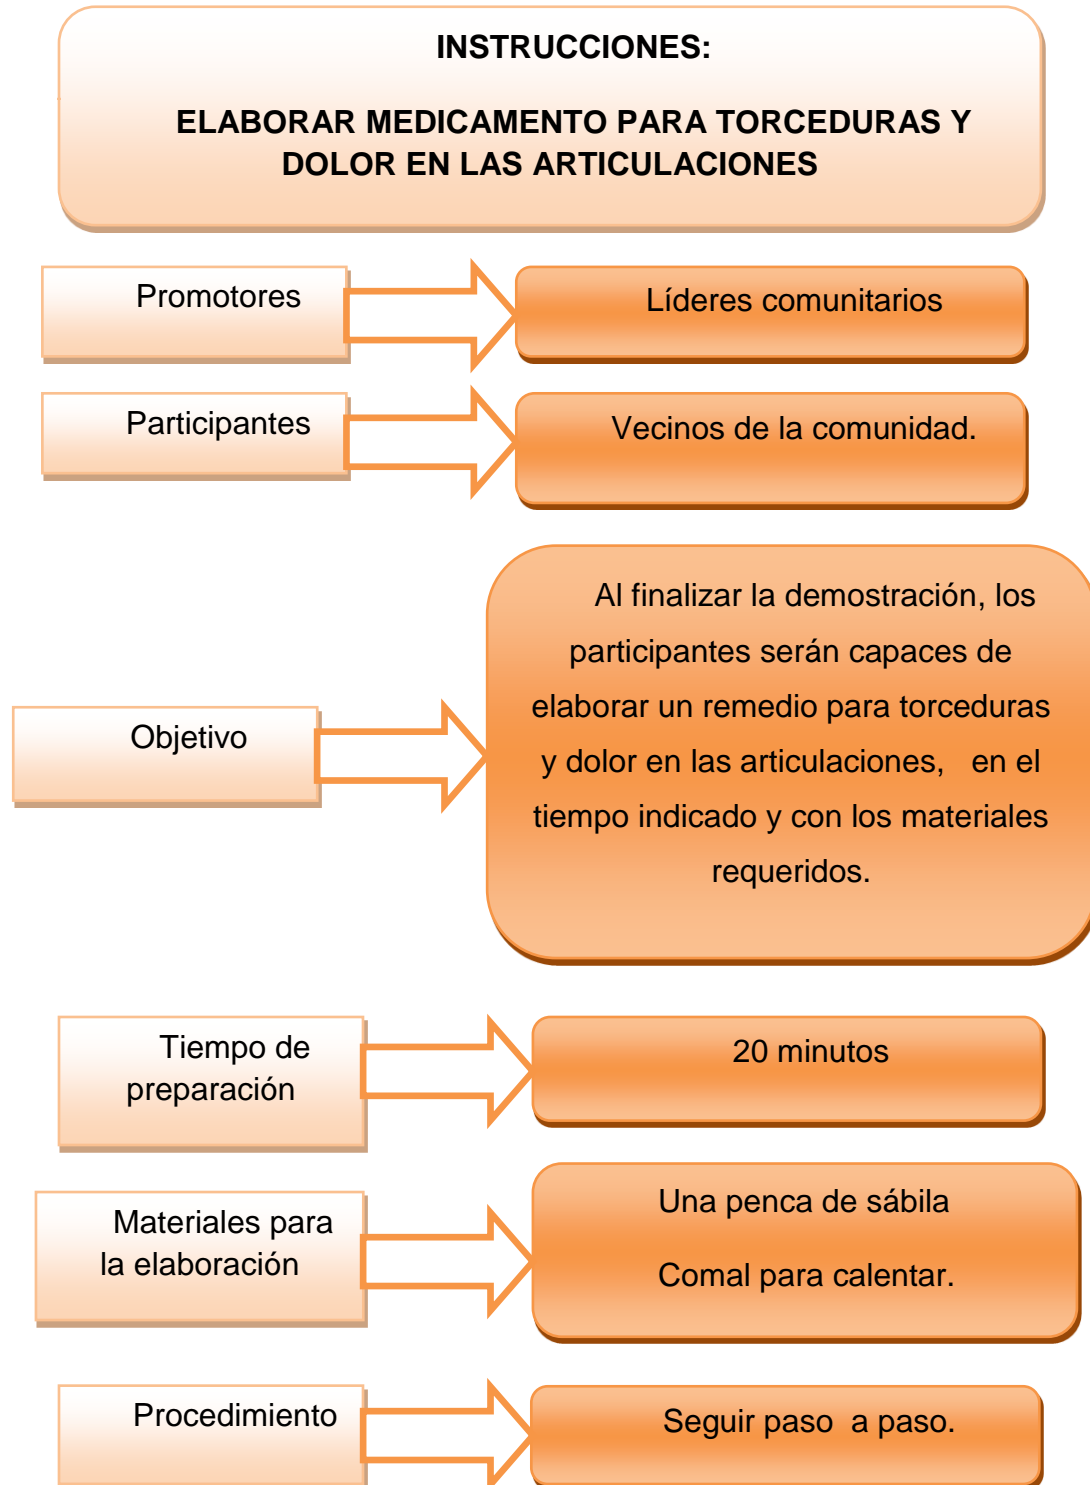 INSTRUCCIONES:
ELABORAR MEDICAMENTO PARA TORCEDURAS Y
DOLOR EN LAS ARTICULACIONES
Promotores
Líderes comunitarios
Participantes
Vecinos de la comunidad.
Objetivo
Al finalizar la demostración, los
participantes serán capaces de
elaborar un remedio para torceduras
y dolor en las articulaciones, en el
tiempo indicado y con los materiales
requeridos.
Tiempo de
preparación
20 minutos
Materiales para
la elaboración
Una penca de sábila
Comal para calentar.
Procedimiento
Seguir paso a paso.